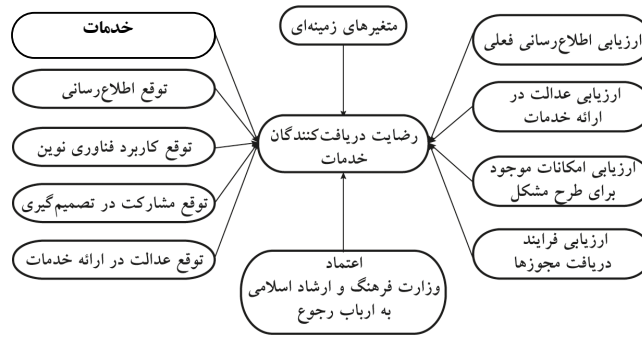 خدمات
متغیرهای زمینه‌ای
ارزیابی اطلاع‌رسانی فعلی
توقع اطلاع‌رسانی
ارزیابی عدالت در
ارائه خدمات
توقع کاربرد فناوری نوین
رضایت دریافت‌کنندگان
خدمات
ارزیابی امکانات موجود
برای طرح مشکل
توقع مشارکت در تصمیم‌گیری
توقع عدالت در ارائه خدمات
ارزیابی فرایند
دریافت مجوزها
اعتماد
وزارت فرهنگ و ارشاد اسلامی
به ارباب رجوع